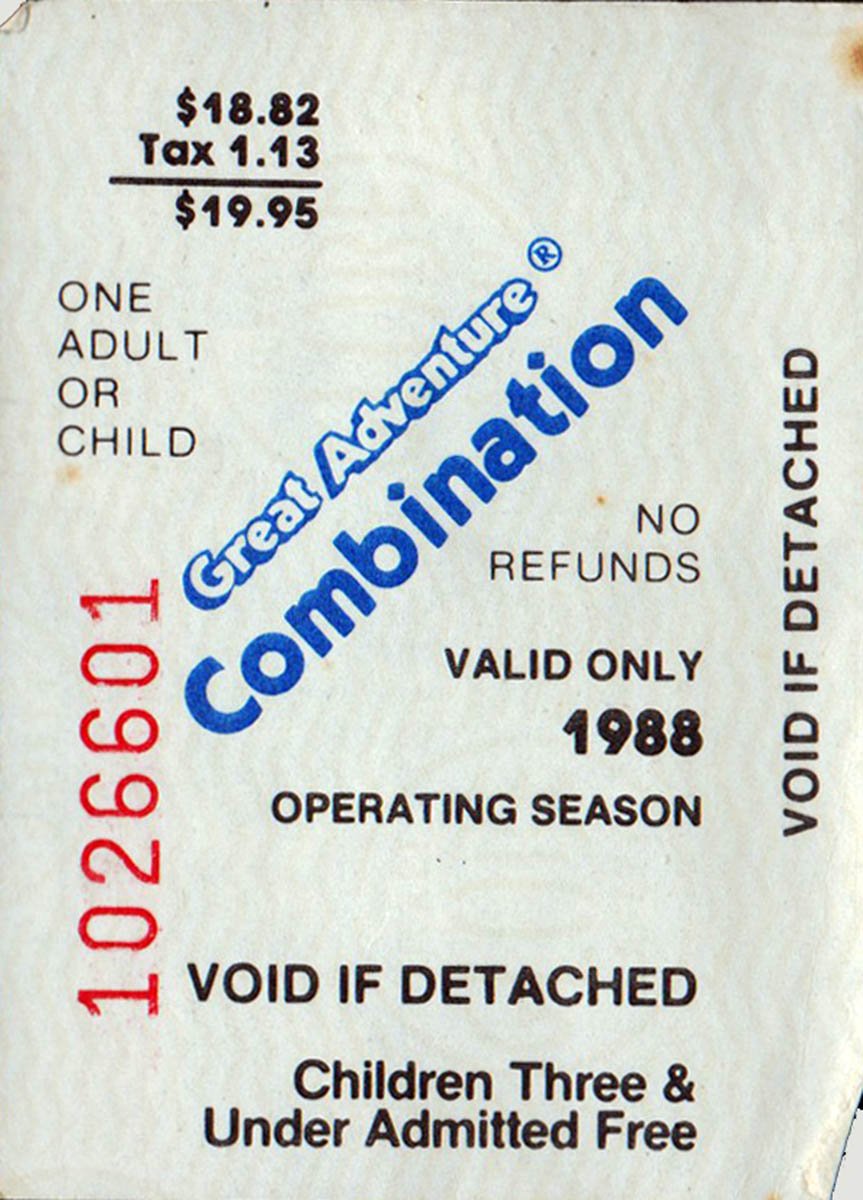 $18.82
Tax 1.13
$19.95
ONE
ADULT
OR
CHILD
Great Adventure ®
Combination
NO
REFUNDS
VALID ONLY
1988
OPERATING SEASON
VOID IF DETACHED
1026601
VOID IF DETACHED
Children Three &
Under Admitted Free